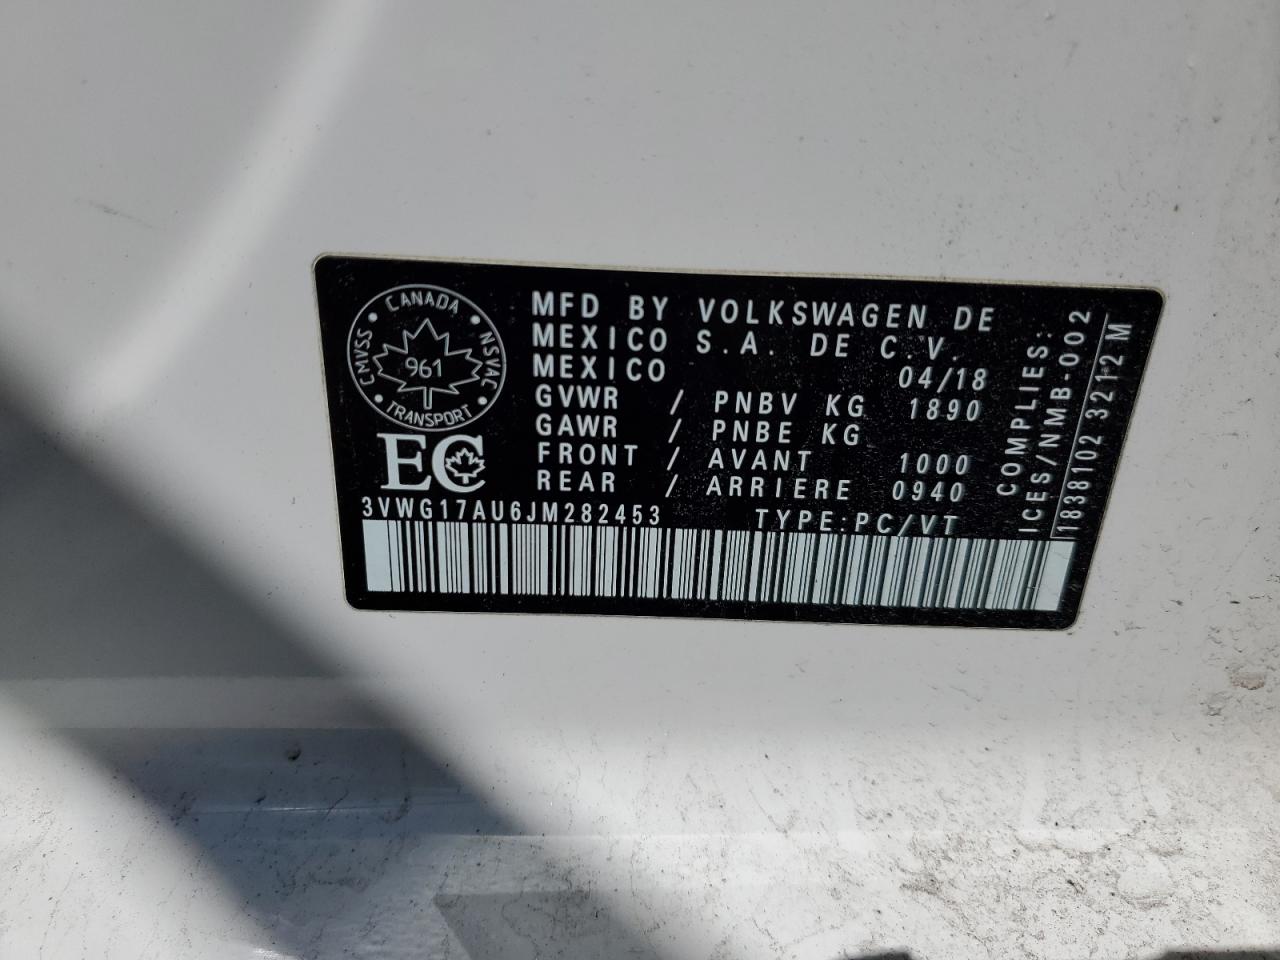 CANADA
CMVSS
NSVAC
961
TRANSPORT
EC
MFD BY VOLKSWAGEN DE
MEXICO S.A. DE C.V.
MEXICO 04/18
GVWR / PNBV KG 1890
GAWR / PNBE KG
FRONT / AVANT 1000
REAR / ARRIERE 0940
3VWG17AU6JM282453 TYPE:PC/VT
COMPLIES:
ICES/NMB-002
1838102 3212 M